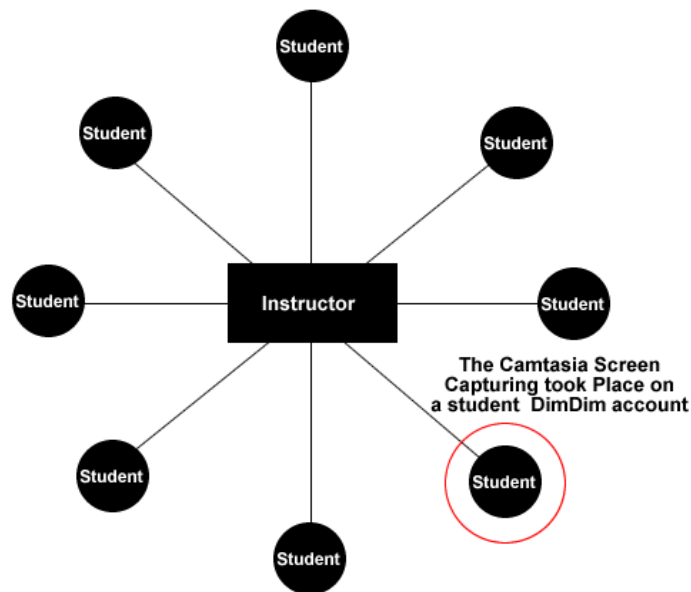 Student
Student
Student
Student
Instructor
Student
The Camtasia Screen
Capturing took Place on
a student DimDim account
Student
Student
Student